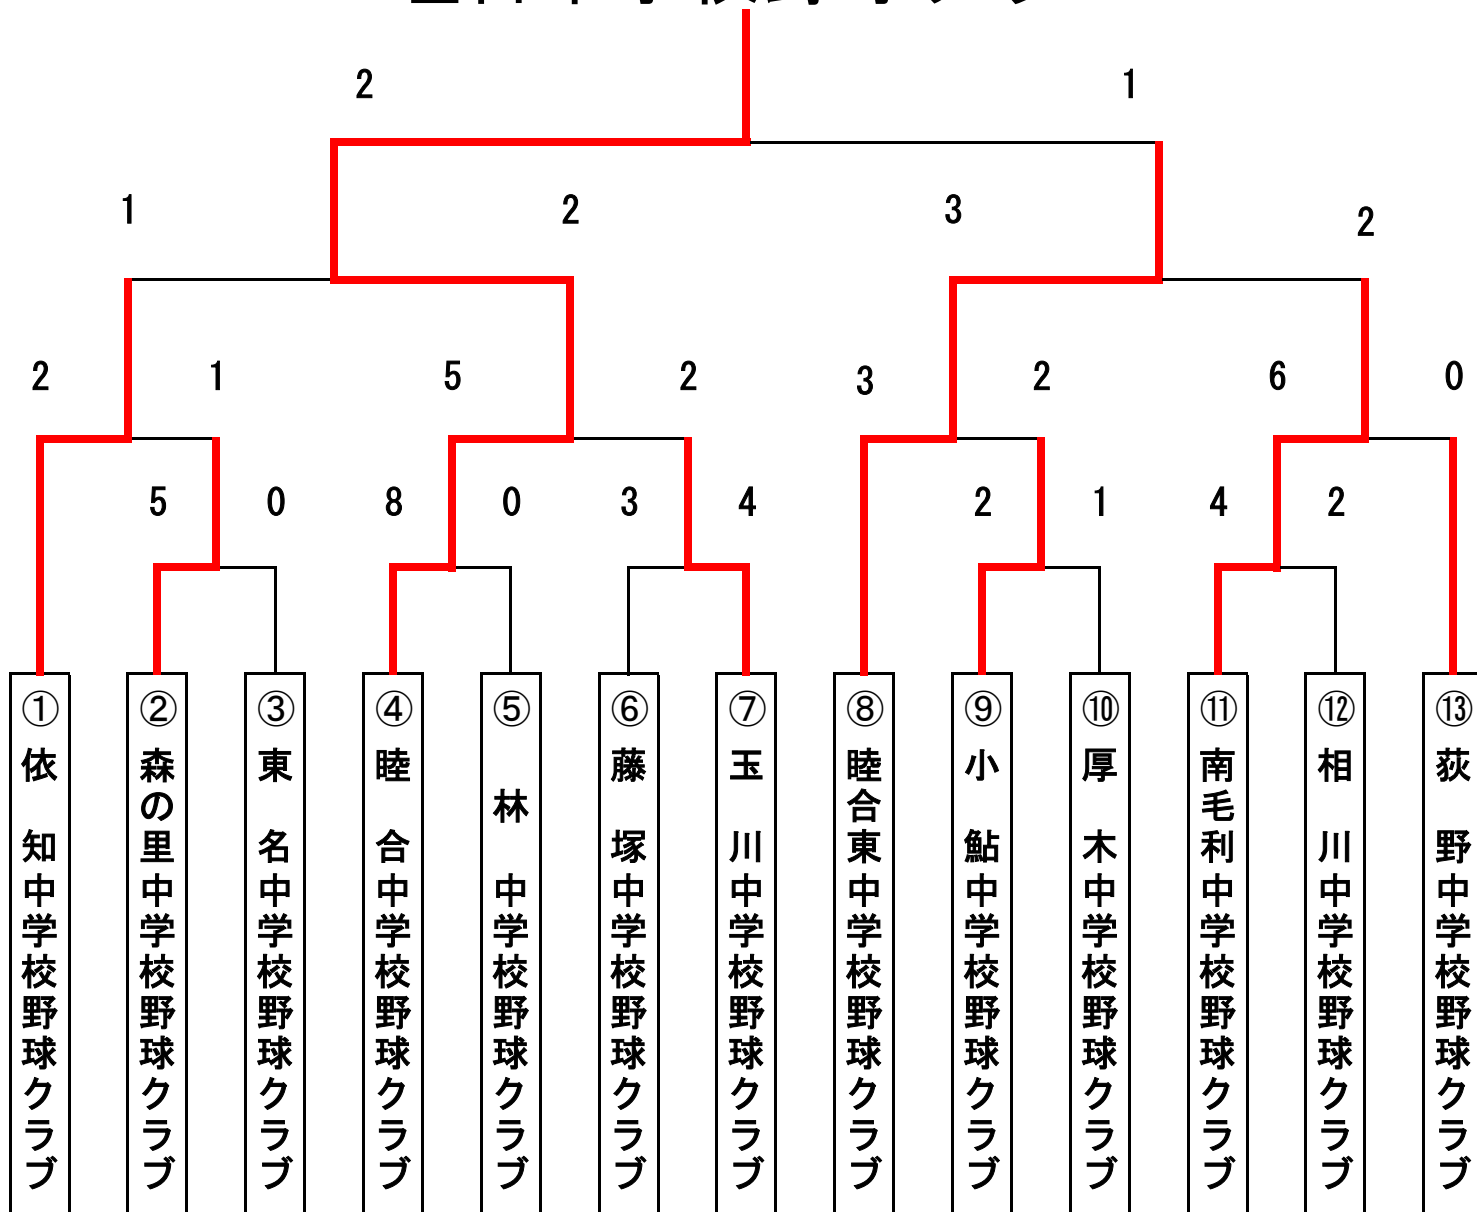 2 1
1 2 3 2
2 1 5 2 3 2 6 0
5 0 8 0 3 4 2 1 4 2
①依知中学校野球クラブ
②森の里中学校野球クラブ
③東名中学校野球クラブ
④睦合中学校野球クラブ
⑤林中学校野球クラブ
⑥藤塚中学校野球クラブ
⑦玉川中学校野球クラブ
⑧睦合東中学校野球クラブ
⑨小鮎中学校野球クラブ
⑩厚木中学校野球クラブ
⑪南毛利中学校野球クラブ
⑫相川中学校野球クラブ
⑬荻野中学校野球クラブ